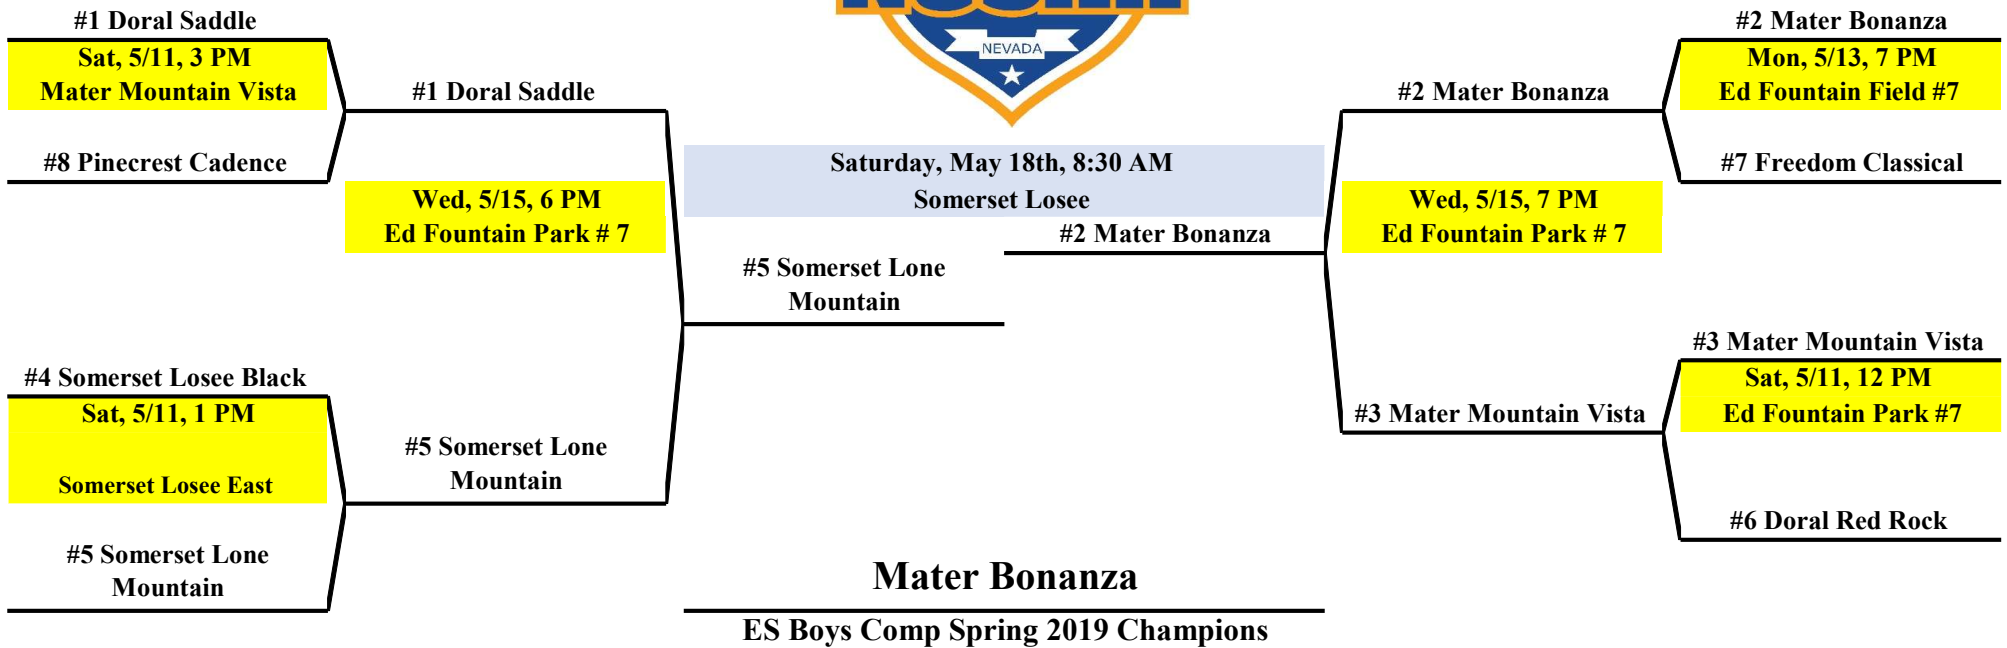 #1 Doral Saddle
Sat, 5/11, 3 PM
Mater Mountain Vista
#8 Pinecrest Cadence
#4 Somerset Losee Black
Sat, 5/11, 1 PM
Somerset Losee East
#5 Somerset Lone
Mountain
#1 Doral Saddle
Wed, 5/15, 6 PM
Ed Fountain Park # 7
#5 Somerset Lone
Mountain
NEVADA
Saturday, May 18th, 8:30 AM
Somerset Losee
#5 Somerset Lone
Mountain
#2 Mater Bonanza
Mater Bonanza
ES Boys Comp Spring 2019 Champions
#2 Mater Bonanza
Wed, 5/15, 7 PM
Ed Fountain Park # 7
#3 Mater Mountain Vista
#2 Mater Bonanza
Mon, 5/13, 7 PM
Ed Fountain Field #7
#7 Freedom Classical
#3 Mater Mountain Vista
Sat, 5/11, 12 PM
Ed Fountain Park #7
#6 Doral Red Rock